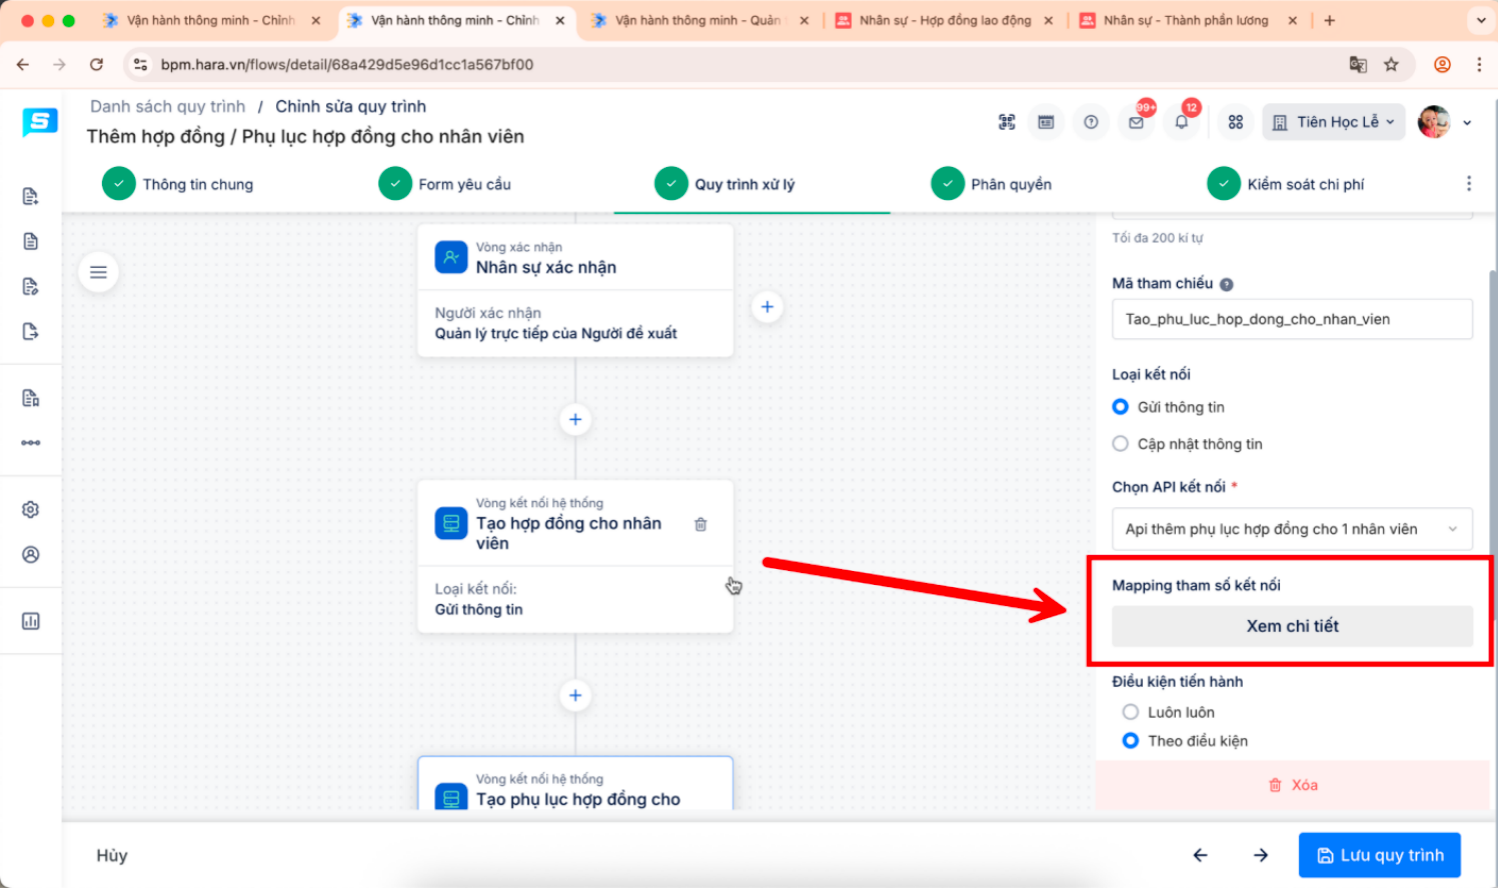 Vận hành thông minh - Chỉnh
Vận hành thông minh - Chỉnh
Vận hành thông minh - Quản
Nhân sự - Hợp đồng lao động
Nhân sự - Thành phần lương
bpm.hara.vn/flows/detail/68a429d5e96d1cc1a567bf00
Danh sách quy trình / Chỉnh sửa quy trình
Thêm hợp đồng / Phụ lục hợp đồng cho nhân viên
99+
12
Tiên Học Lễ
Thông tin chung
Form yêu cầu
Quy trình xử lý
Phân quyền
Kiểm soát chi phí
Vòng xác nhận
Nhân sự xác nhận
Người xác nhận
Quản lý trực tiếp của Người đề xuất
Vòng kết nối hệ thống
Tạo hợp đồng cho nhân
viên
Loại kết nối:
Gửi thông tin
Vòng kết nối hệ thống
Tạo phụ lục hợp đồng cho
Tối đa 200 kí tự
Mã tham chiếu
Tao_phu_luc_hop_dong_cho_nhan_vien
Loại kết nối
Gửi thông tin
Cập nhật thông tin
Chọn API kết nối *
Api thêm phụ lục hợp đồng cho 1 nhân viên
Mapping tham số kết nối
Xem chi tiết
Điều kiện tiến hành
Luôn luôn
Theo điều kiện
Xóa
Hủy
Lưu quy trình